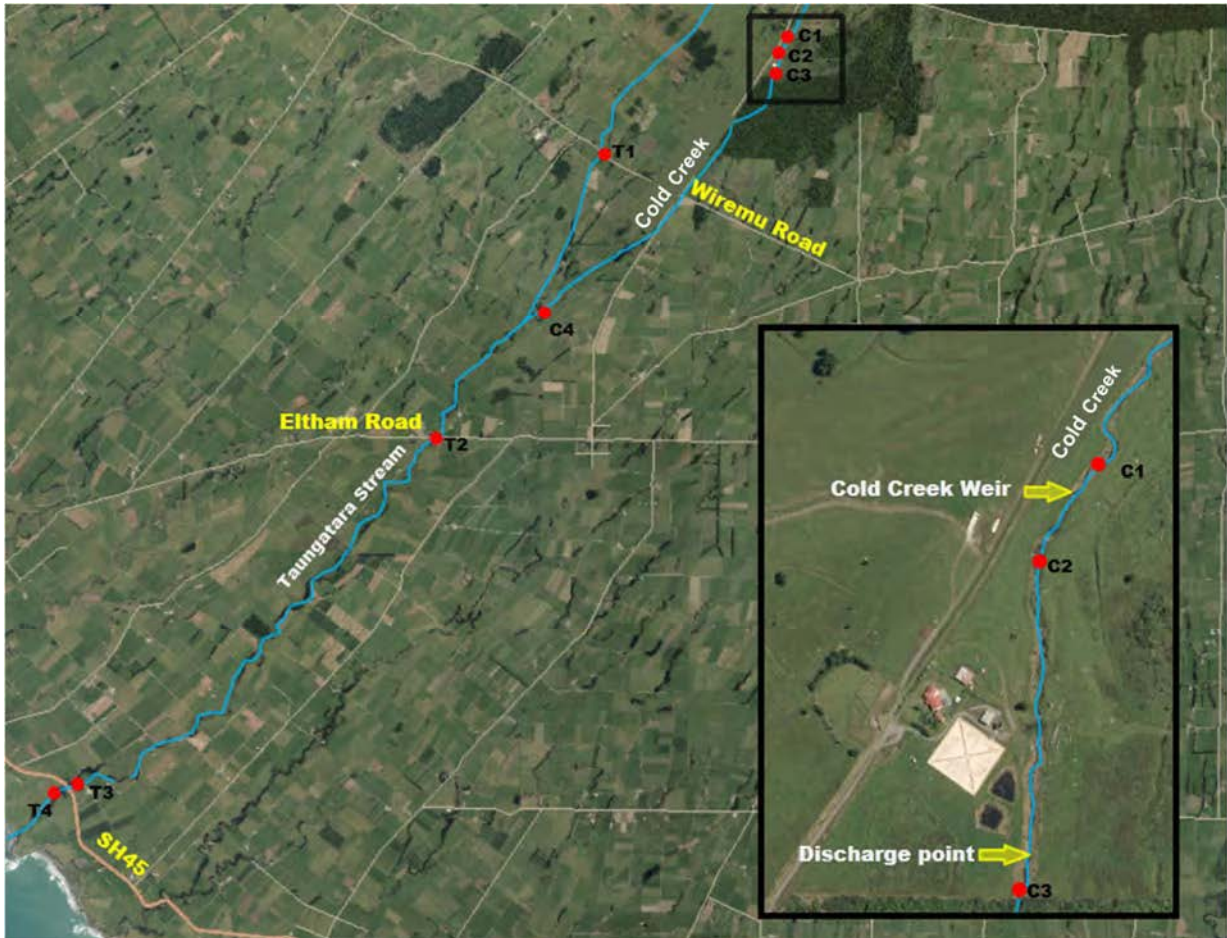 C1
C2
C3
T1
Cold Creek
Wiremu Road
C4
Eltham Road
T2
Taungatara Stream
T3
T4
SH45
Cold Creek
C1
Cold Creek Weir
C2
Discharge point
C3